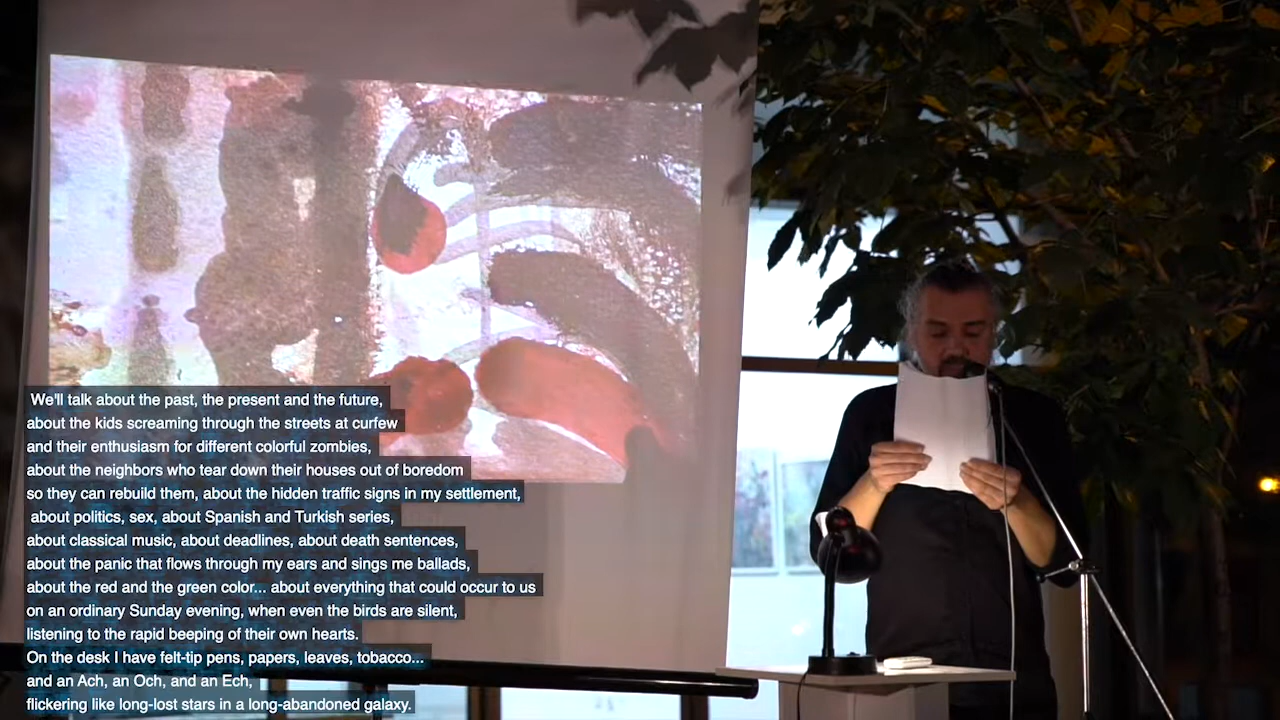 We'll talk about the past, the present and the future,
about the kids screaming through the streets at curfew
and their enthusiasm for different colorful zombies,
about the neighbors who tear down their houses out of boredom
so they can rebuild them, about the hidden traffic signs in my settlement,
about politics, sex, about Spanish and Turkish series,
about classical music, about deadlines, about death sentences,
about the panic that flows through my ears and sings me ballads,
about the red and the green color... about everything that could occur to us
on an ordinary Sunday evening, when even the birds are silent,
listening to the rapid beeping of their own hearts.
On the desk I have felt-tip pens, papers, leaves, tobacco...
and an Ach, an Och, and an Ech,
flickering like long-lost stars in a long-abandoned galaxy.